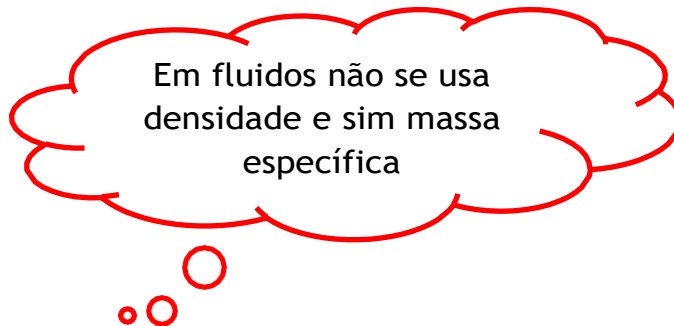 Em fluidos não se usa
densidade e sim massa
específica